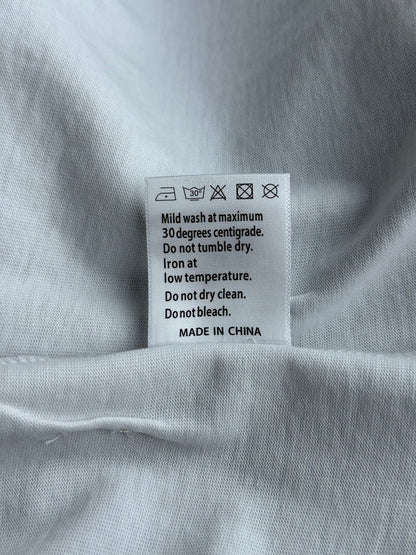 30°
Mild wash at maximum
30 degrees centigrade.
Do not tumble dry.
Iron at
low temperature.
Do not dry clean.
Do not bleach.
MADE IN CHINA